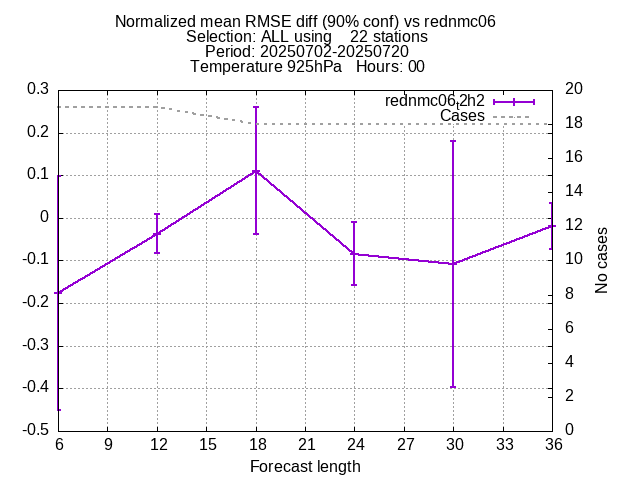 Normalized mean RMSE diff (90% conf) vs rednmc06
Selection: ALL using    22 stations
Period: 20250702-20250720
Temperature 925hPa   Hours: 00
rednmc06t2h2
Cases
0.3
0.2
0.1
0
-0.1
-0.2
-0.3
-0.4
-0.5
20
18
16
14
12
10
8
6
4
2
0
No cases
6 9 12 15 18 21 24 27 30 33 36
Forecast length